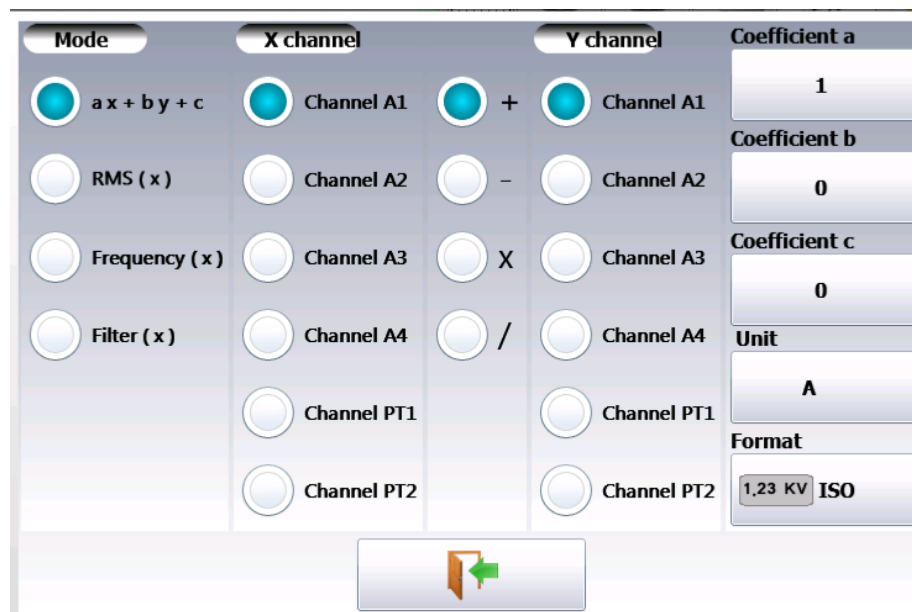 Mode
X channel
Y channel
Coefficient a
a x + b y + c
Channel A1
+
Channel A1
1
Coefficient b
RMS ( x )
Channel A2
–
Channel A2
0
Coefficient c
Frequency ( x )
Channel A3
X
Channel A3
0
Filter ( x )
Channel A4
/
Channel A4
Unit
A
Channel PT1
Channel PT1
Format
Channel PT2
Channel PT2
1,23 KV ISO